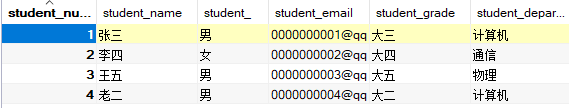 student_nu... student_name student_ student_email student_grade student_depar...
1 张三 男 0000000001@qq 大三 计算机
2 李四 女 0000000002@qq 大四 通信
3 王五 男 0000000003@qq 大五 物理
4 老二 男 0000000004@qq 大二 计算机